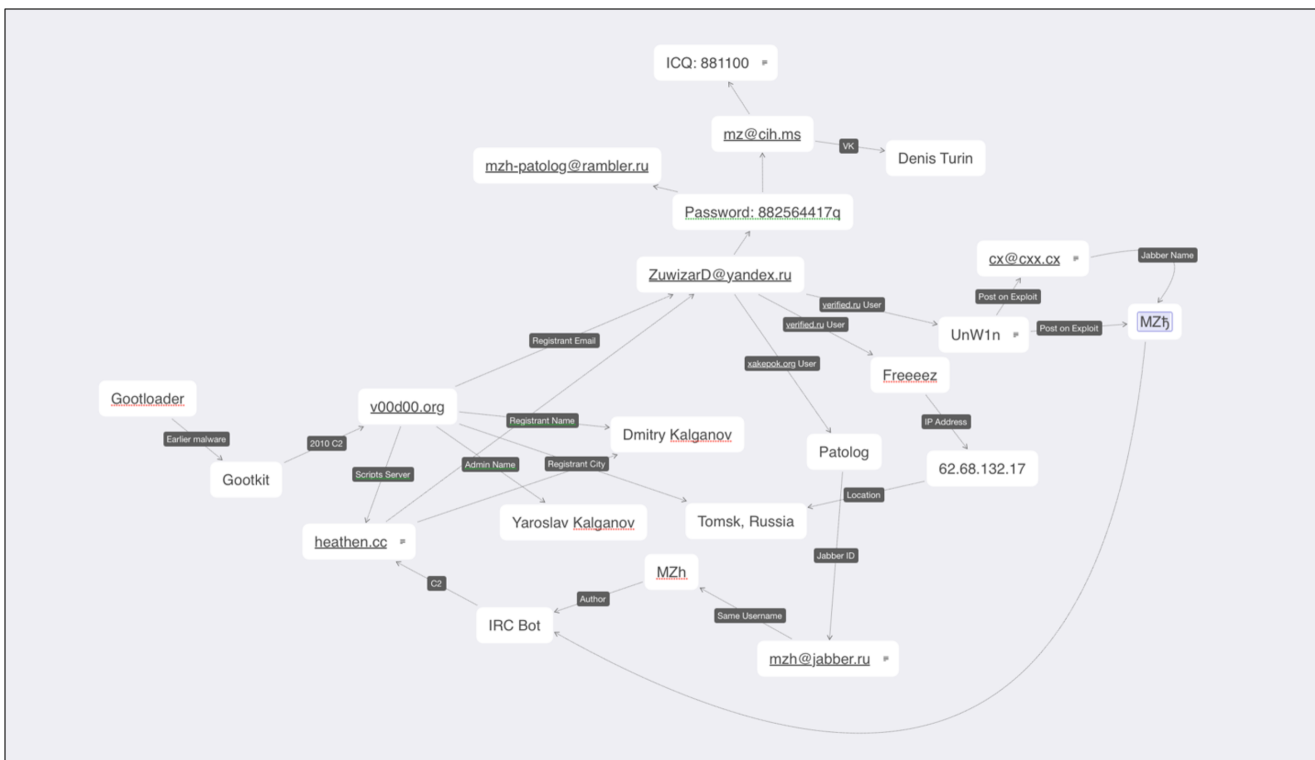 ICQ: 881100
mz@cih.ms
VK
Denis Turin
mzh-patolog@rambler.ru
Password: 882564417q
cx@cxx.cx
Jabber Name
ZuwizarD@yandex.ru
Post on Exploit
verified.ru User
verified.ru User
UnW1n
Post on Exploit
MZђ
Registrant Email
xakepok.org User
Freeeez
Gootloader
v00d00.org
Registrant Name
IP Address
Earlier malware
2010 C2
Dmitry Kalganov
Patolog
Scripts Server
Admin Name
Registrant City
62.68.132.17
Gootkit
Location
Yaroslav Kalganov
Tomsk, Russia
heathen.cc
Jabber ID
C2
MZh
Author
Same Username
IRC Bot
mzh@jabber.ru